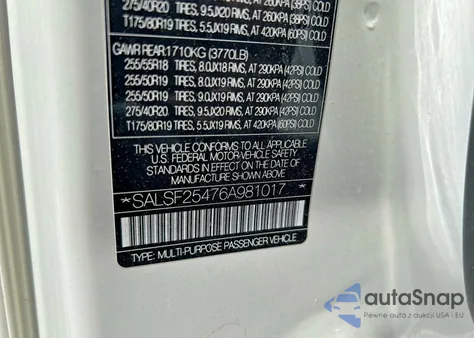 275/40R20 TIRES, 9.5JX20 RIMS, AT 260KPA (38PSI) COLD
T175/80R19 TIRES, 5.5JX19 RIMS, AT 420KPA (60PSI) COLD
GAWR REAR: 1710KG (3770LB)
255/55R18 TIRES, 8.0JX18 RIMS, AT 290KPA (42PSI) COLD
255/50R19 TIRES, 8.0JX19 RIMS, AT 290KPA (42PSI) COLD
255/50R19 TIRES, 9.0JX19 RIMS, AT 290KPA (42PSI) COLD
275/40R20 TIRES, 9.5JX20 RIMS, AT 290KPA (42PSI) COLD
T175/80R19 TIRES, 5.5JX19 RIMS, AT 420KPA (60PSI) COLD
THIS VEHICLE CONFORMS TO ALL APPLICABLE
U.S. FEDERAL MOTOR-VEHICLE SAFETY
STANDARDS IN EFFECT ON THE DATE OF
MANUFACTURE SHOWN ABOVE.
*SALSF25476A981017*
TYPE: MULTI-PURPOSE PASSENGER VEHICLE
autoSnap
Pewne auta z aukcji USA i EU